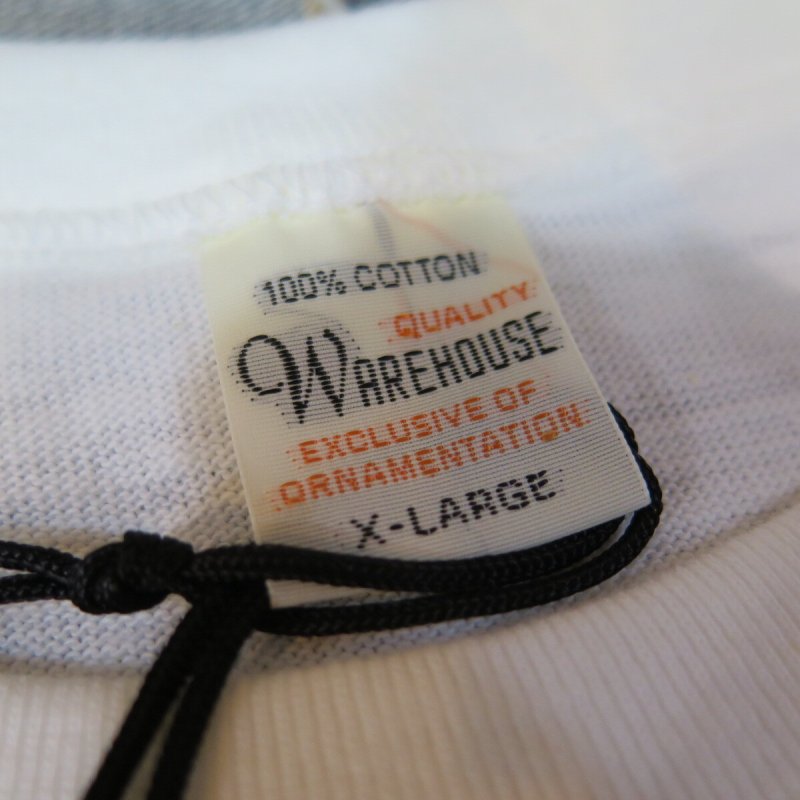 100% COTTON
QUALITY
WAREHOUSE
EXCLUSIVE OF
ORNAMENTATION
X-LARGE